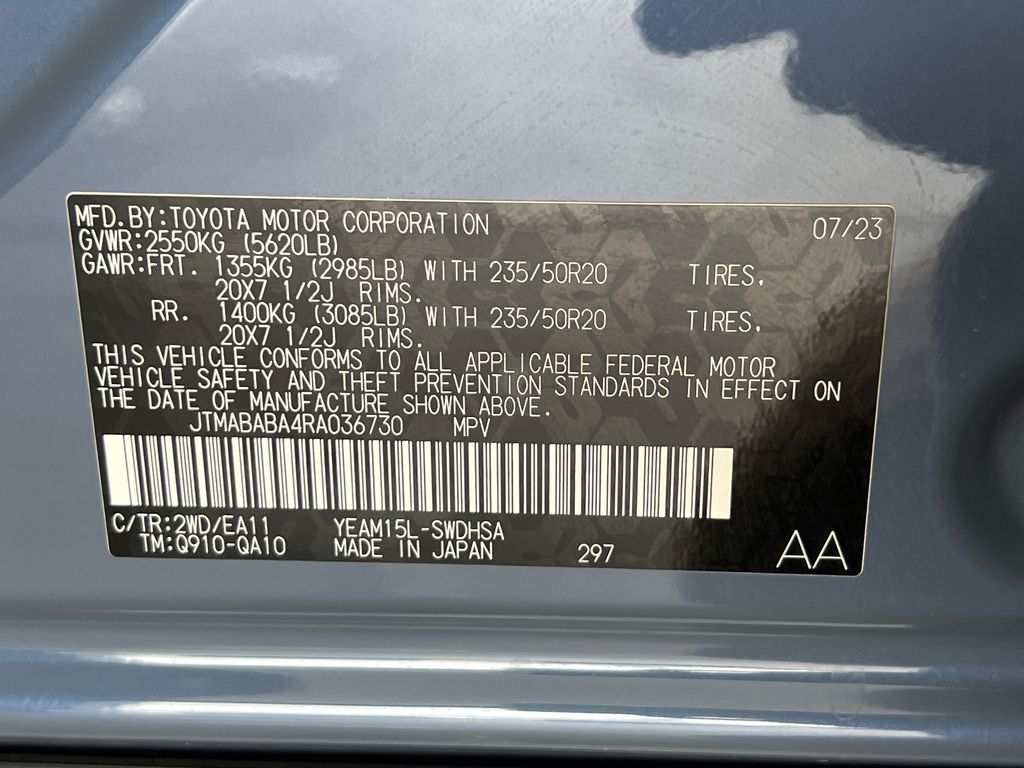 MFD.BY:TOYOTA MOTOR CORPORATION 07/23
GVWR:2550KG (5620LB)
GAWR:FRT. 1355KG (2985LB) WITH 235/50R20 TIRES.
20X7 1/2J RIMS.
RR. 1400KG (3085LB) WITH 235/50R20 TIRES.
20X7 1/2J RIMS.
THIS VEHICLE CONFORMS TO ALL APPLICABLE FEDERAL MOTOR
VEHICLE SAFETY AND THEFT PREVENTION STANDARDS IN EFFECT ON
THE DATE OF MANUFACTURE SHOWN ABOVE.
JTMABABA4RA036730 MPV
C/TR:2WD/EA11 YEAM15L-SWDHSA
TM:Q910-QA10 MADE IN JAPAN 297 AA